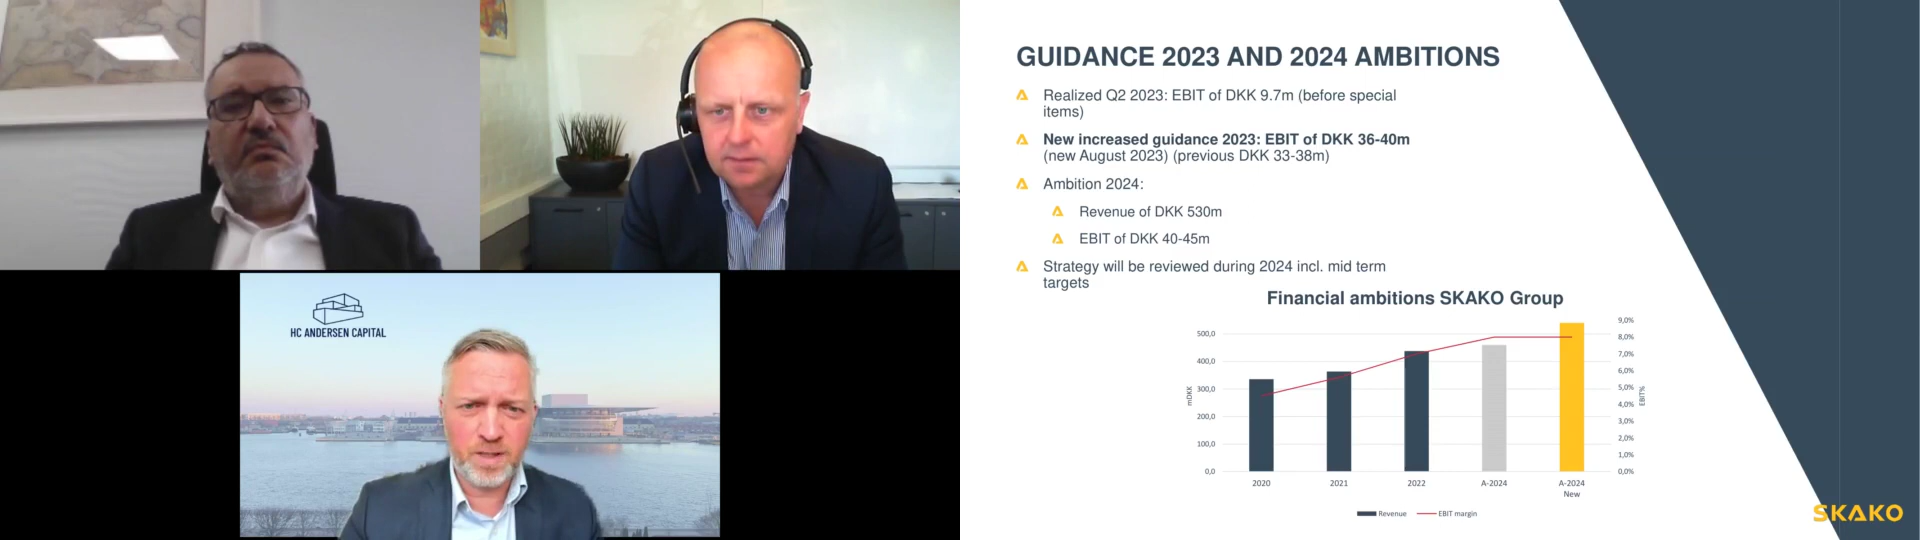 HC ANDERSEN CAPITAL
GUIDANCE 2023 AND 2024 AMBITIONS
Realized Q2 2023: EBIT of DKK 9.7m (before special
items)
New increased guidance 2023: EBIT of DKK 36-40m
(new August 2023) (previous DKK 33-38m)
Ambition 2024:
Revenue of DKK 530m
EBIT of DKK 40-45m
Strategy will be reviewed during 2024 incl. mid term
targets
Financial ambitions SKAKO Group
500,0
400,0
300,0
200,0
100,0
0,0
mDKK
9,0%
8,0%
7,0%
6,0%
5,0%
4,0%
3,0%
2,0%
1,0%
0,0%
EBIT%
2020
2021
2022
A-2024
A-2024
New
Revenue
EBIT margin
SKAKO